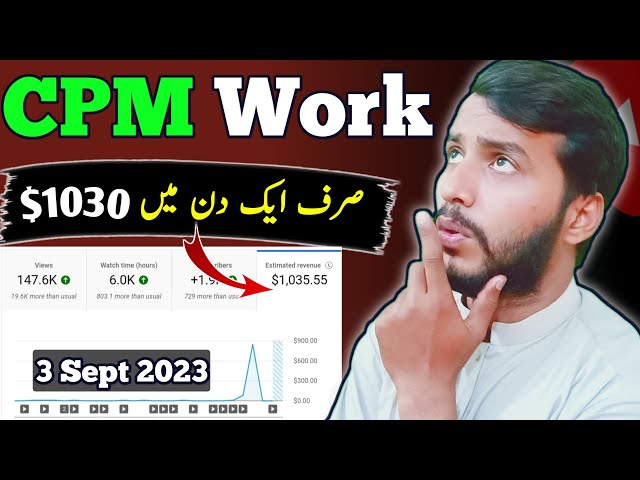 CPM Work
صرف ایک دن میں $1030
Views
147.6K
19.6K more than usual
Watch time (hours)
6.0K
803.1 more than usual
+1.9
729 more than usual
Estimated revenue
$1,035.55
$900.00
$600.00
$300.00
$0.00
3 Sept 2023
2